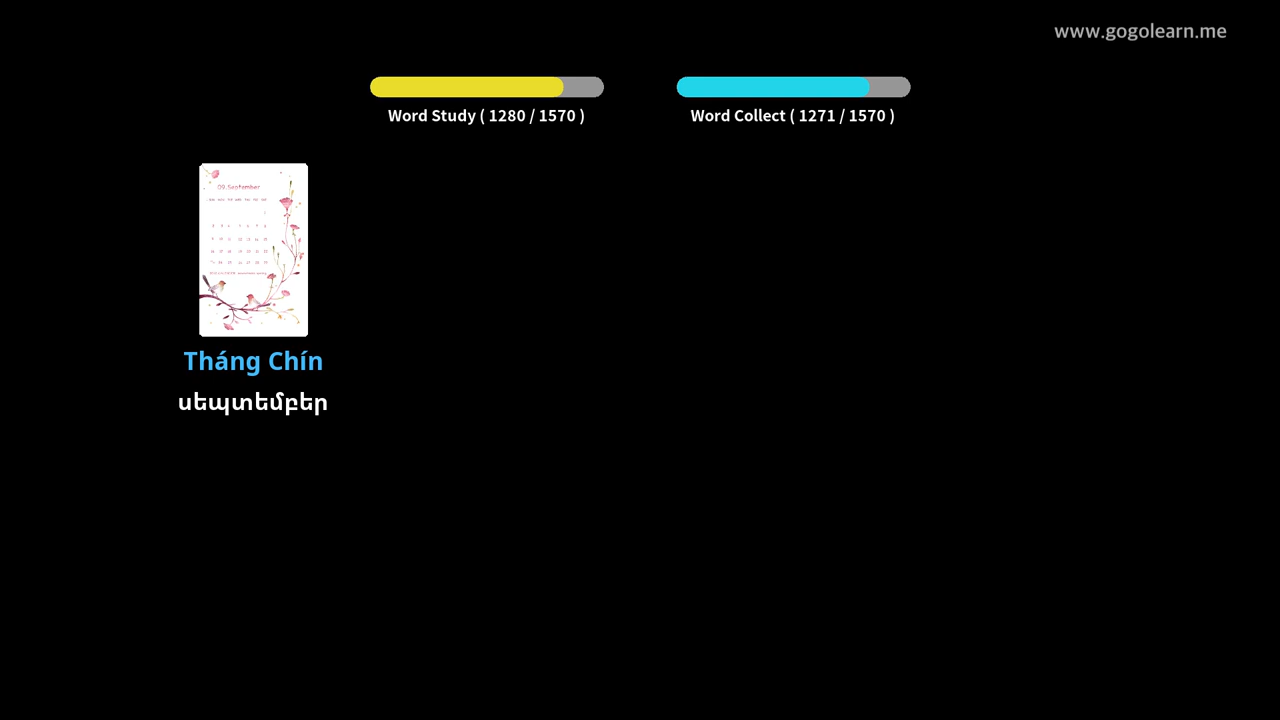 www.gogolearn.me
Word Study ( 1280 / 1570 )
Word Collect ( 1271 / 1570 )
09.September
Tháng Chín
սեպտեմբեր